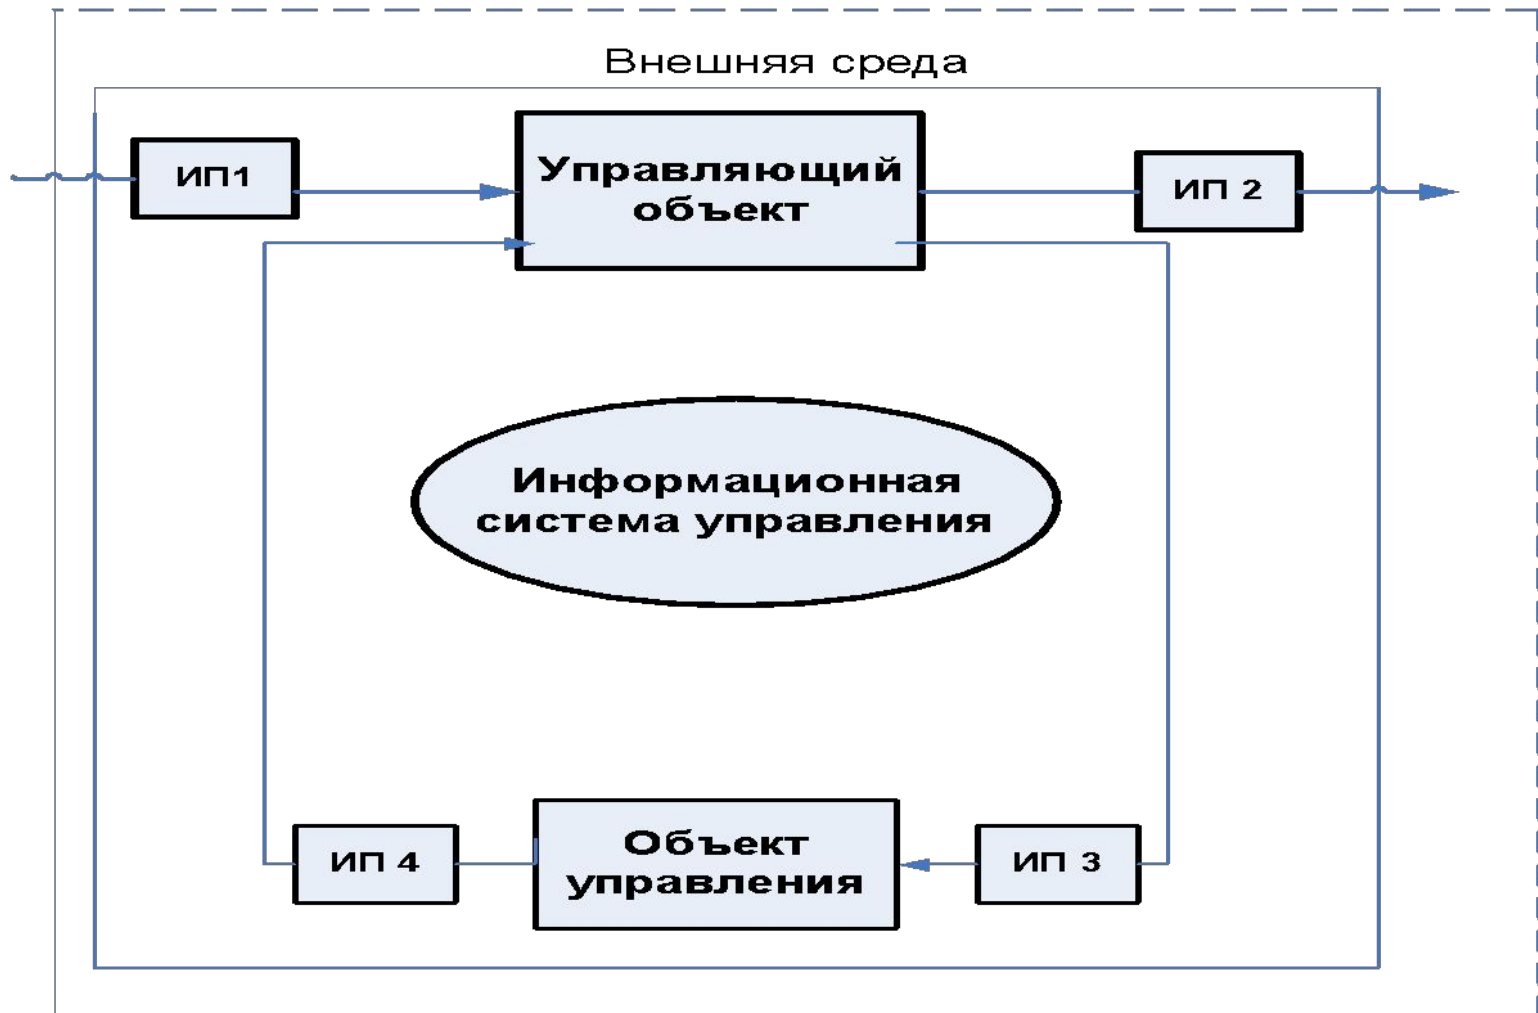 Внешняя среда
ИП1
Управляющий
объект
ИП 2
Информационная
система управления
ИП 4
Объект
управления
ИП 3